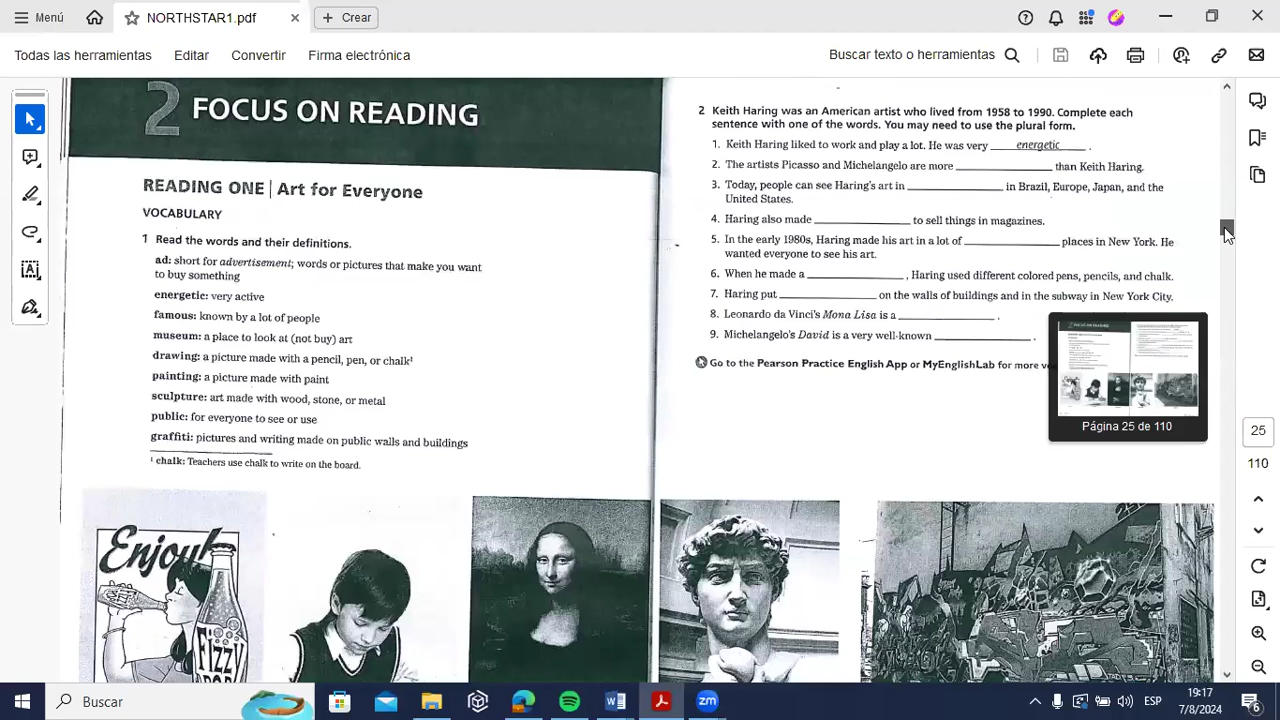 Menú
NORTHSTAR1.pdf
Crear
Todas las herramientas
Editar
Convertir
Firma electrónica
Buscar texto o herramientas
2 FOCUS ON READING
READING ONE | Art for Everyone
VOCABULARY
1 Read the words and their definitions.
ad: short for advertisement; words or pictures that make you want
to buy something
energetic: very active
famous: known by a lot of people
museum: a place to look at (not buy) art
drawing: a picture made with a pencil, pen, or chalk¹
painting: a picture made with paint
sculpture: art made with wood, stone, or metal
public: for everyone to see or use
graffiti: pictures and writing made on public walls and buildings
¹ chalk: Teachers use chalk to write on the board.
Enjoy
FIZZY
2 Keith Haring was an American artist who lived from 1958 to 1990. Complete each
sentence with one of the words. You may need to use the plural form.
1. Keith Haring liked to work and play a lot. He was very energetic.
2. The artists Picasso and Michelangelo are more ____________ than Keith Haring.
3. Today, people can see Haring's art in ____________ in Brazil, Europe, Japan, and the
United States.
4. Haring also made ____________ to sell things in magazines.
5. In the early 1980s, Haring made his art in a lot of ____________ places in New York. He
wanted everyone to see his art.
6. When he made a ____________, Haring used different colored pens, pencils, and chalk.
7. Haring put ____________ on the walls of buildings and in the subway in New York City.
8. Leonardo da Vinci's Mona Lisa is a ____________.
9. Michelangelo's David is a very well known ____________.
Go to the Pearson Practice English App or MyEnglishLab for more
Página 25 de 110
25
110
Buscar
ESP
19:17
7/8/2024
6